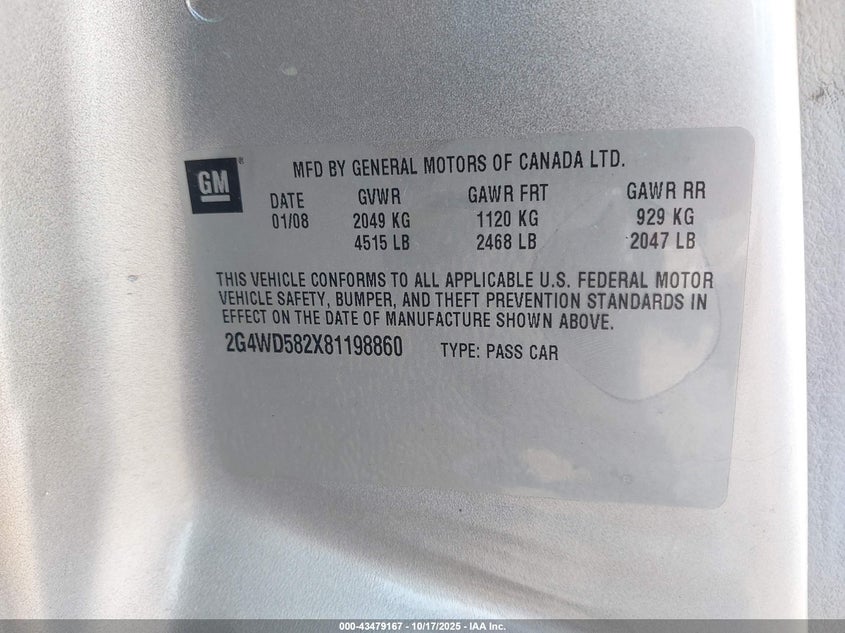 GM
MFD BY GENERAL MOTORS OF CANADA LTD.
DATE GVWR GAWR FRT GAWR RR
01/08 2049 KG 1120 KG 929 KG
4515 LB 2468 LB 2047 LB
THIS VEHICLE CONFORMS TO ALL APPLICABLE U.S. FEDERAL MOTOR
VEHICLE SAFETY, BUMPER, AND THEFT PREVENTION STANDARDS IN
EFFECT ON THE DATE OF MANUFACTURE SHOWN ABOVE.
2G4WD582X81198860 TYPE: PASS CAR
000-43479167 - 10/17/2025 - IAA Inc.